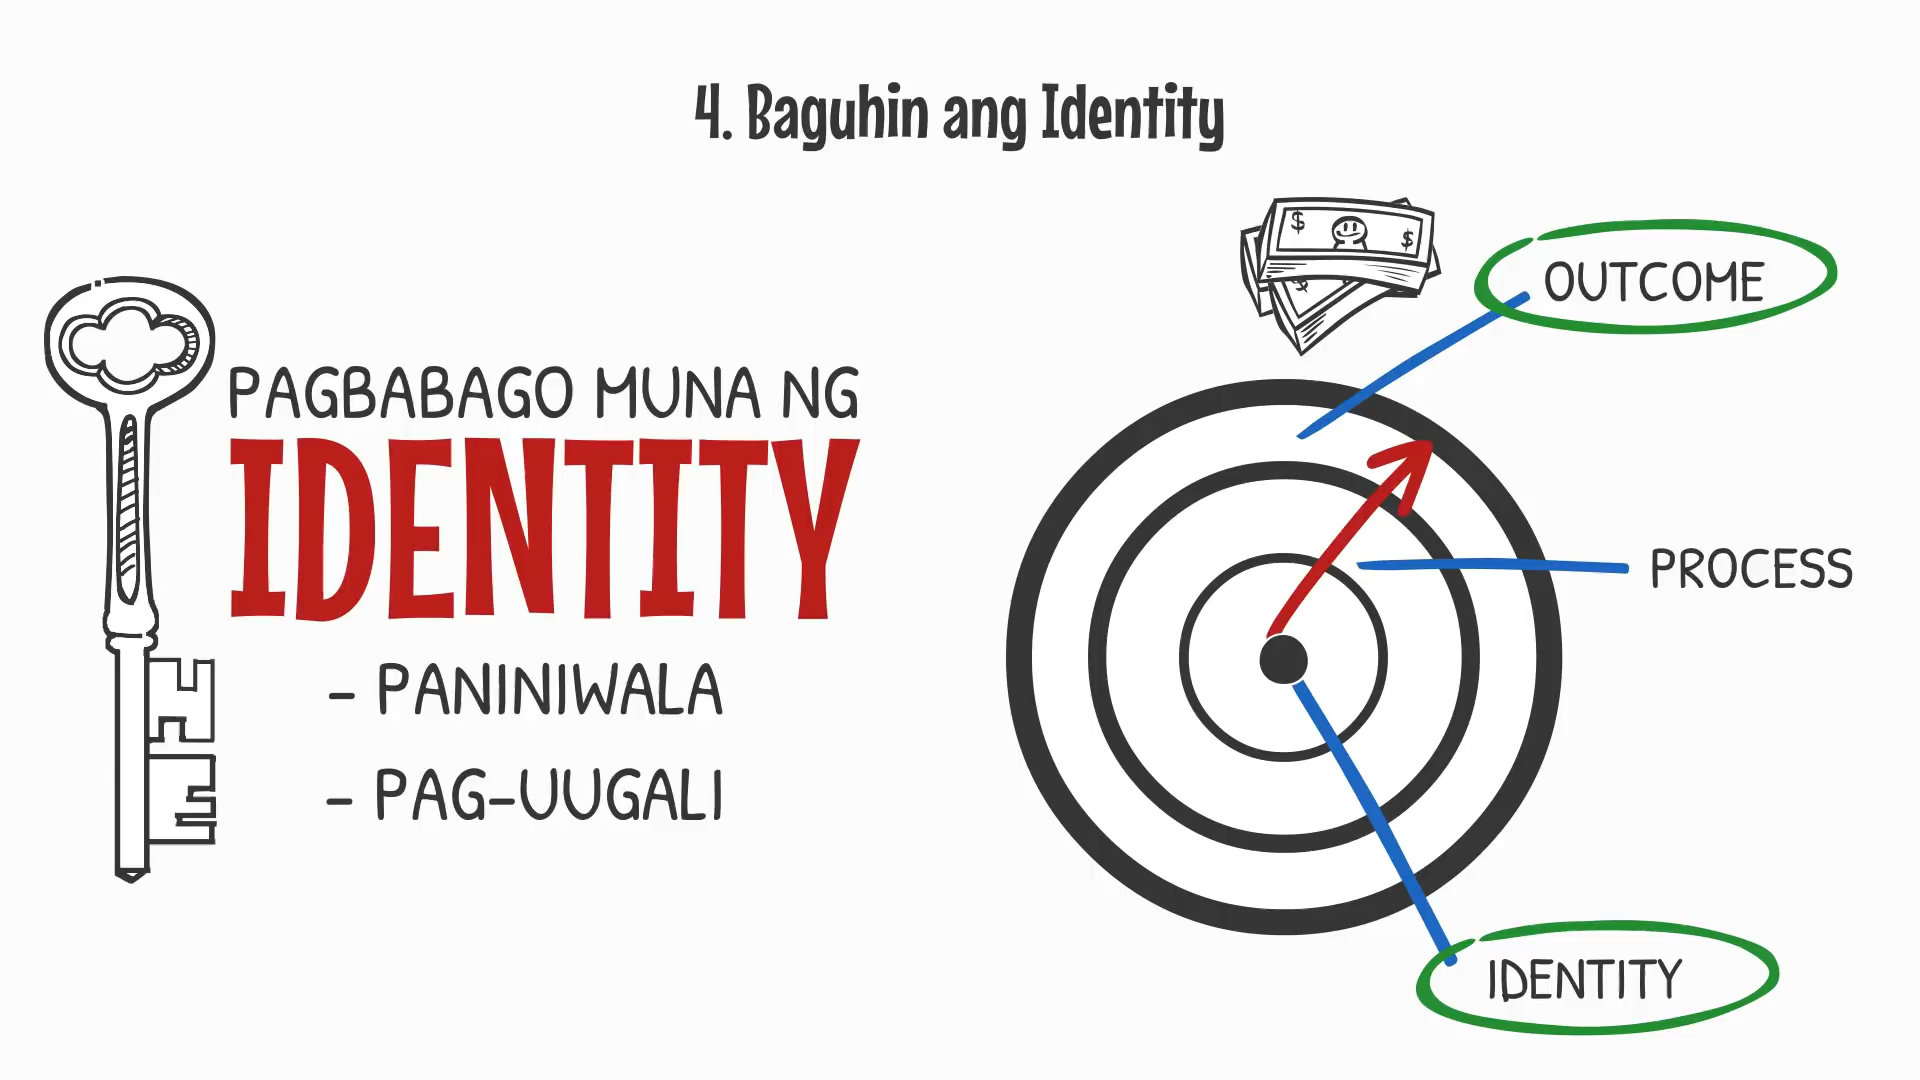 4. Baguhin ang Identity
PAGBABAGO MUNA NG
IDENTITY
- PANINIWALA
- PAG-UUGALI
$ $
$
OUTCOME
PROCESS
IDENTITY